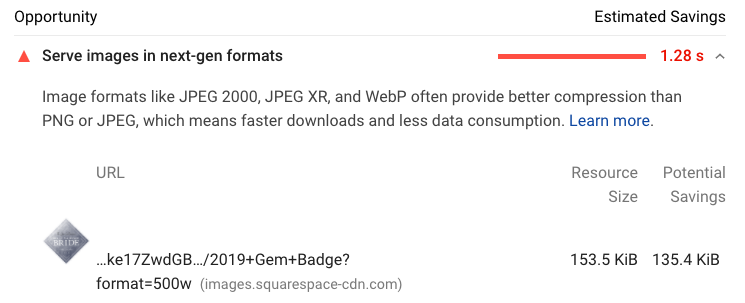 Opportunity Estimated Savings
Serve images in next-gen formats 1.28 s
Image formats like JPEG 2000, JPEG XR, and WebP often provide better compression than
PNG or JPEG, which means faster downloads and less data consumption. Learn more.
URL Resource Potential
Size Savings
BRIDE
…ke17ZwdGB…/2019+Gem+Badge? 153.5 KiB 135.4 KiB
format=500w (images.squarespace-cdn.com)